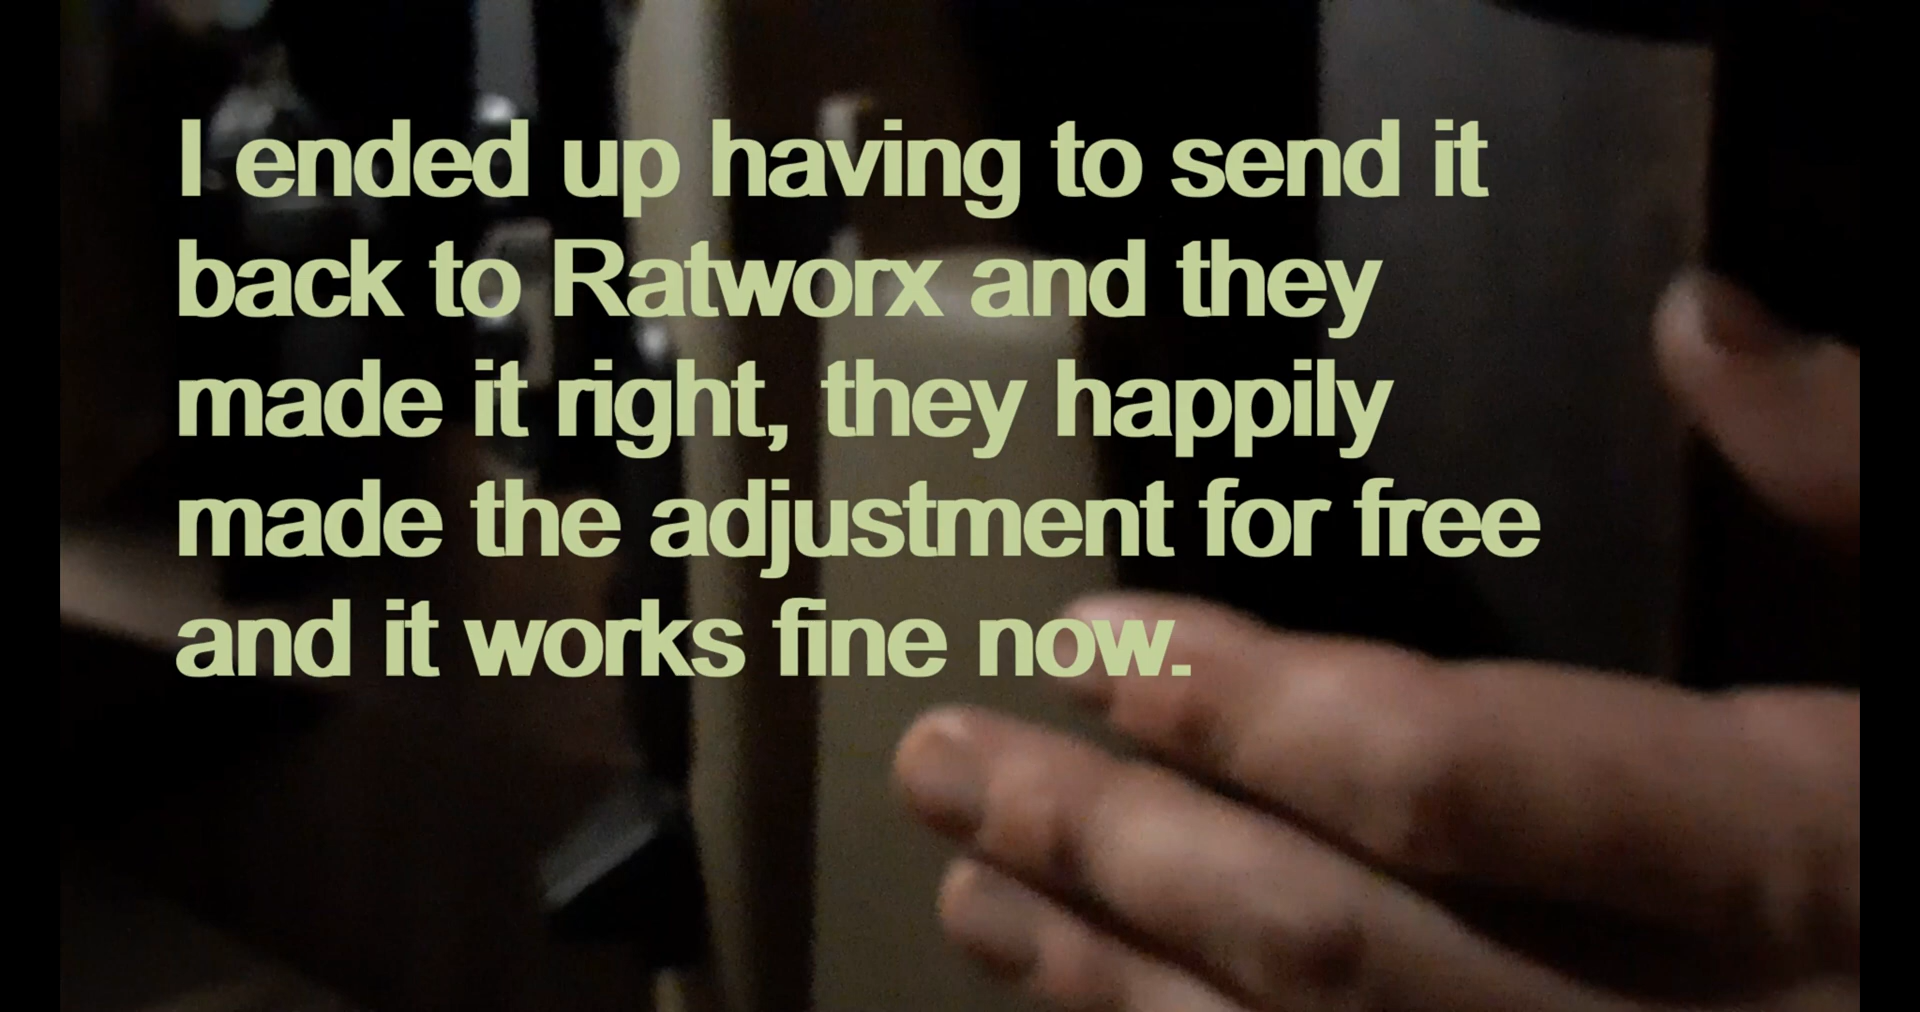 I ended up having to send it
back to Ratworx and they
made it right, they happily
made the adjustment for free
and it works fine now.